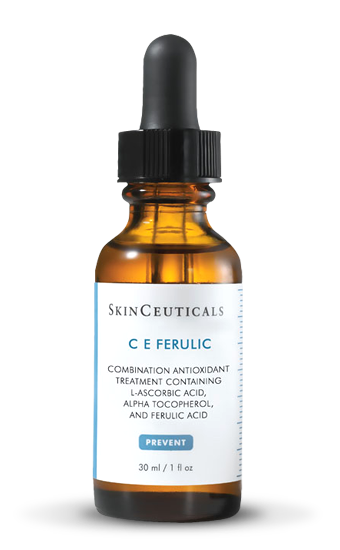 SKINCEUTICALS
C E FERULIC
COMBINATION ANTIOXIDANT
TREATMENT CONTAINING
L-ASCORBIC ACID,
ALPHA TOCOPHEROL,
AND FERULIC ACID
PREVENT
30 ml / 1 fl oz